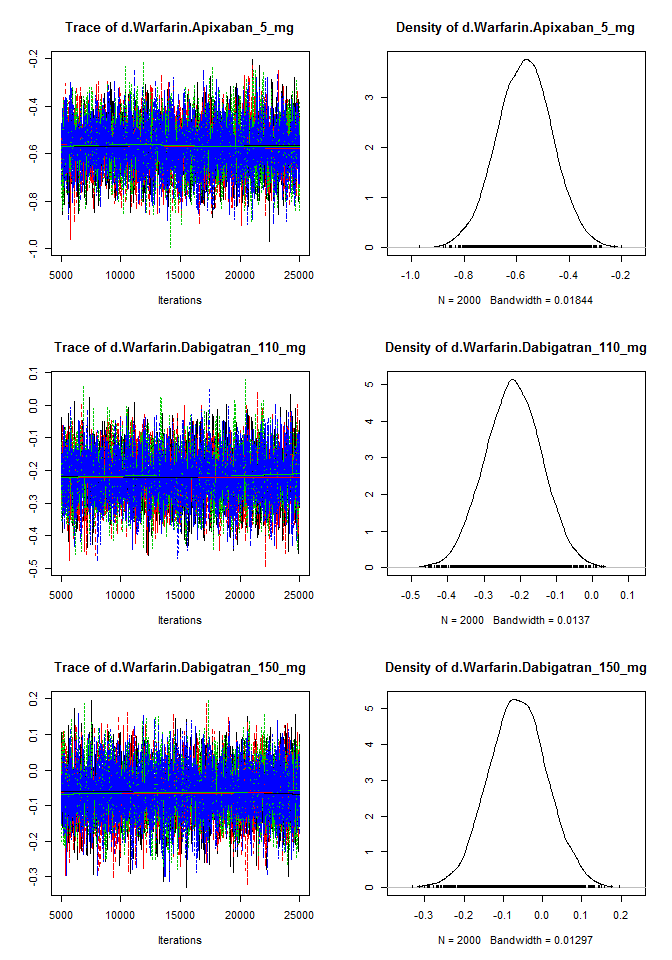 Trace of d.Warfarin.Apixaban_5_mg
-0.2
-0.4
-0.6
-0.8
-1.0
5000 10000 15000 20000 25000
Iterations
Density of d.Warfarin.Apixaban_5_mg
3
2
1
0
-1.0 -0.8 -0.6 -0.4 -0.2
N = 2000 Bandwidth = 0.01844
Trace of d.Warfarin.Dabigatran_110_mg
0.1
0.0
-0.1
-0.2
-0.3
-0.4
-0.5
5000 10000 15000 20000 25000
Iterations
Density of d.Warfarin.Dabigatran_110_mg
5
4
3
2
1
0
-0.5 -0.4 -0.3 -0.2 -0.1 0.0 0.1
N = 2000 Bandwidth = 0.0137
Trace of d.Warfarin.Dabigatran_150_mg
0.2
0.1
0.0
-0.1
-0.2
-0.3
5000 10000 15000 20000 25000
Iterations
Density of d.Warfarin.Dabigatran_150_mg
5
4
3
2
1
0
-0.3 -0.2 -0.1 0.0 0.1 0.2
N = 2000 Bandwidth = 0.01297